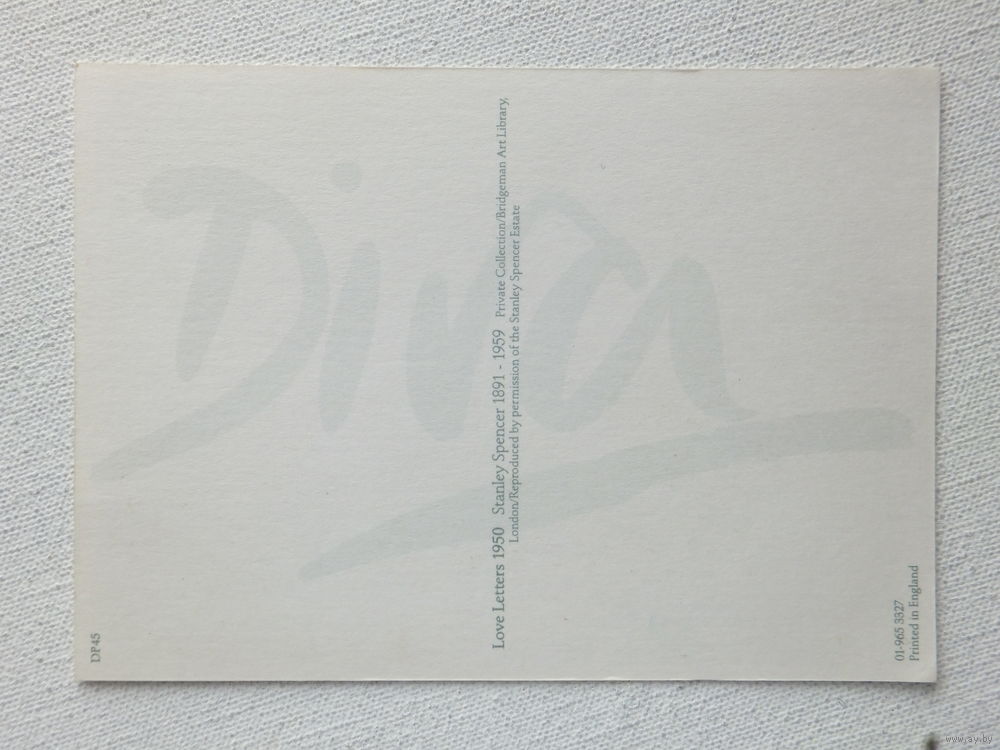 Diva
DP45
Love Letters 1950 Stanley Spencer 1891 - 1959 Private Collection/Bridgeman Art Library,
London/Reproduced by permission of the Stanley Spencer Estate
01-965 3327
Printed in England
www.ay.by